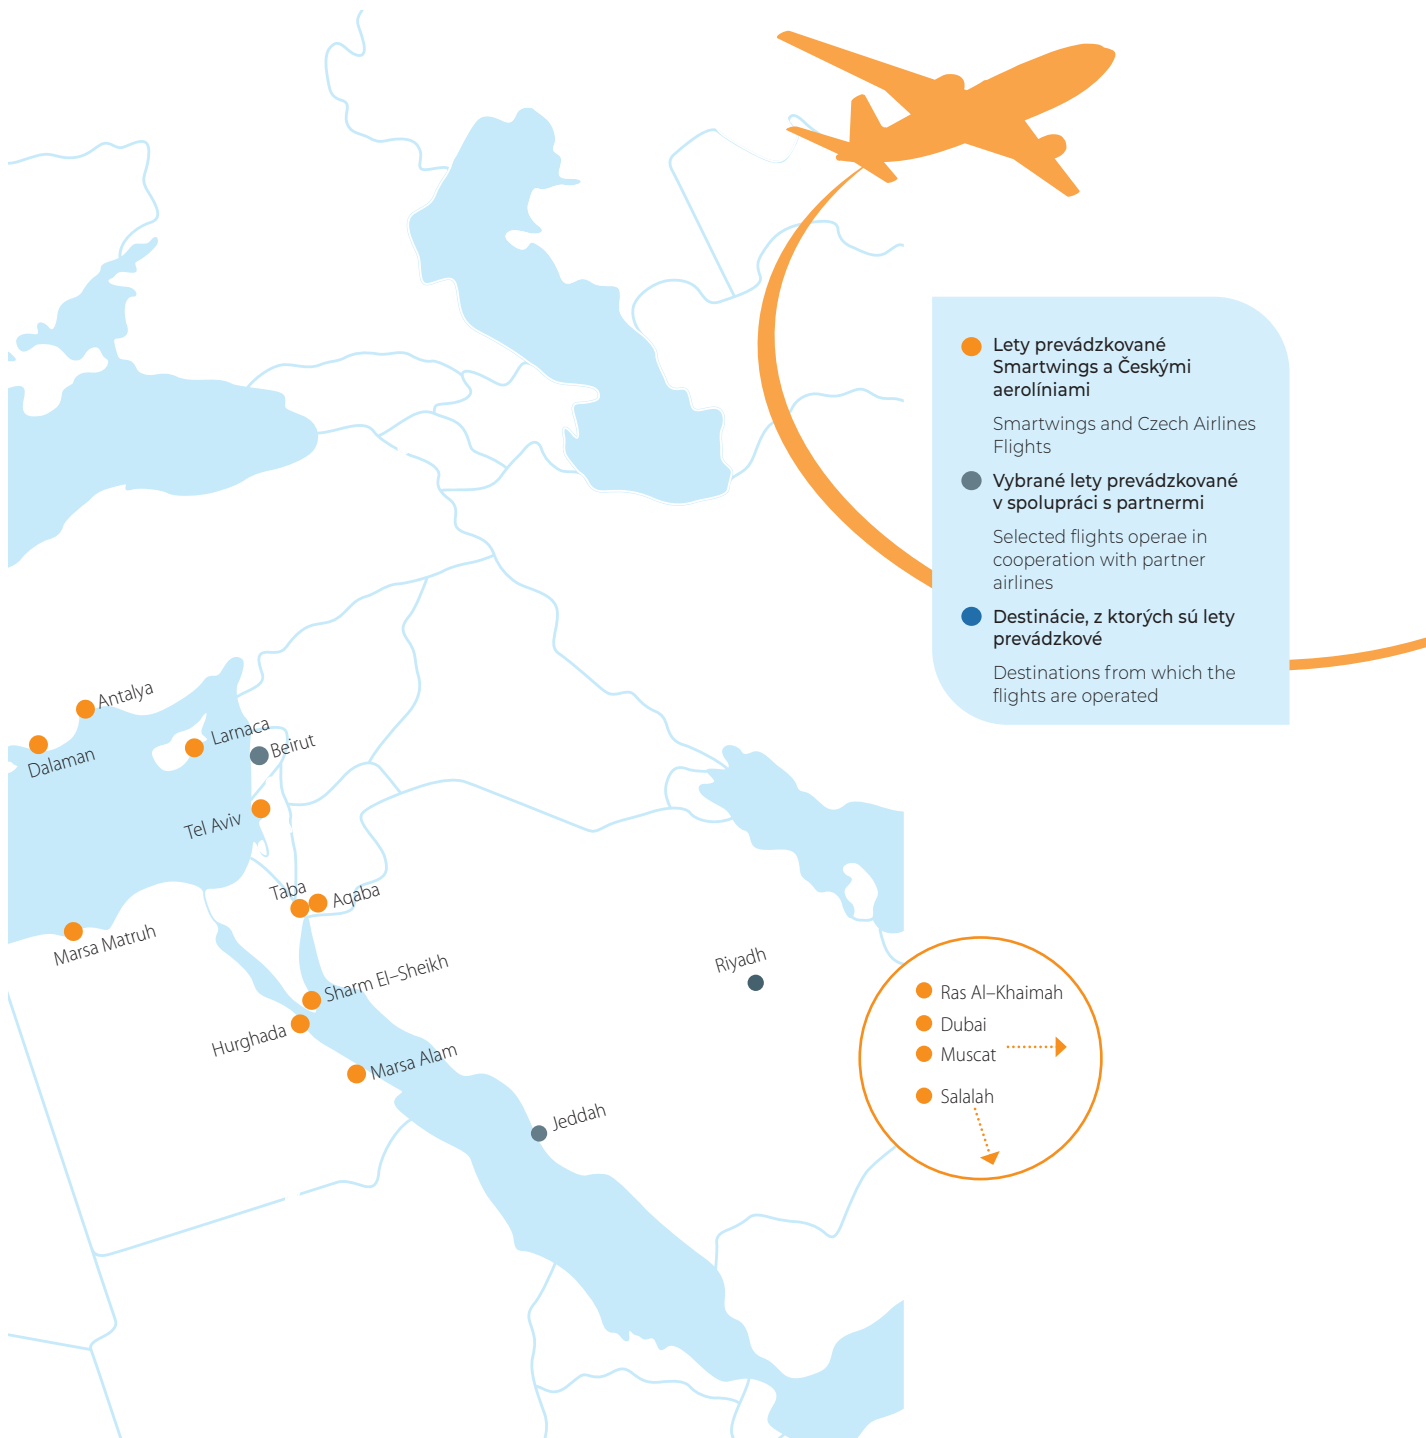 Lety prevádzkované
Smartwings a Českými
aerolíniami
Smartwings and Czech Airlines
Flights
Vybrané lety prevádzkované
v spolupráci s partnermi
Selected flights operae in
cooperation with partner
airlines
Destinácie, z ktorých sú lety
prevádzkové
Destinations from which the
flights are operated
Antalya
Dalaman
Larnaca
Beirut
Tel Aviv
Taba
Aqaba
Marsa Matruh
Sharm El–Sheikh
Hurghada
Marsa Alam
Riyadh
Jeddah
Ras Al–Khaimah
Dubai
Muscat
Salalah